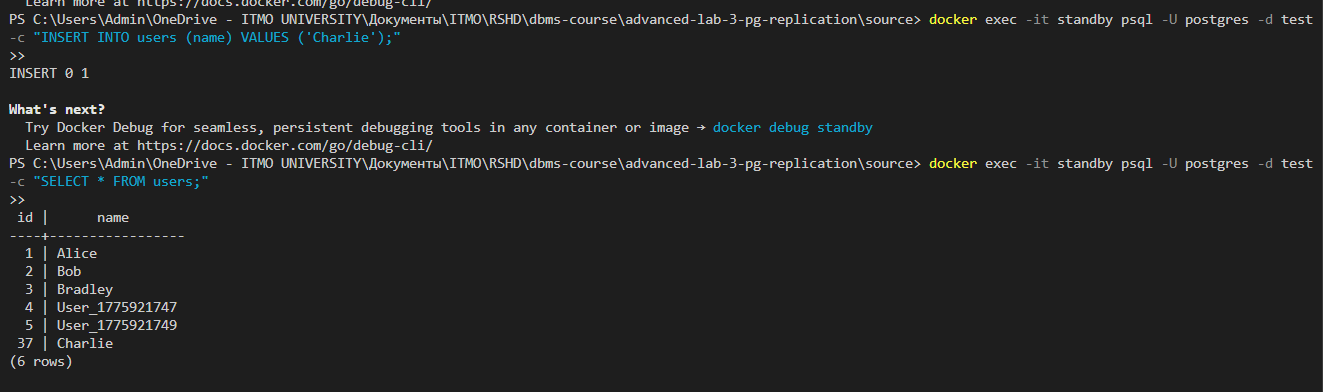 Learn more at https://docs.docker.com/go/debug-cli/
PS C:\Users\Admin\OneDrive - ITMO UNIVERSITY\Документы\ITMO\RSHD\dbms-course\advanced-lab-3-pg-replication\source> docker exec -it standby psql -U postgres -d test
-c "INSERT INTO users (name) VALUES ('Charlie');"
>>
INSERT 0 1
What's next?
Try Docker Debug for seamless, persistent debugging tools in any container or image → docker debug standby
Learn more at https://docs.docker.com/go/debug-cli/
PS C:\Users\Admin\OneDrive - ITMO UNIVERSITY\Документы\ITMO\RSHD\dbms-course\advanced-lab-3-pg-replication\source> docker exec -it standby psql -U postgres -d test
-c "SELECT * FROM users;"
>>
id | name
----+-----------------
1 | Alice
2 | Bob
3 | Bradley
4 | User_1775921747
5 | User_1775921749
37 | Charlie
(6 rows)